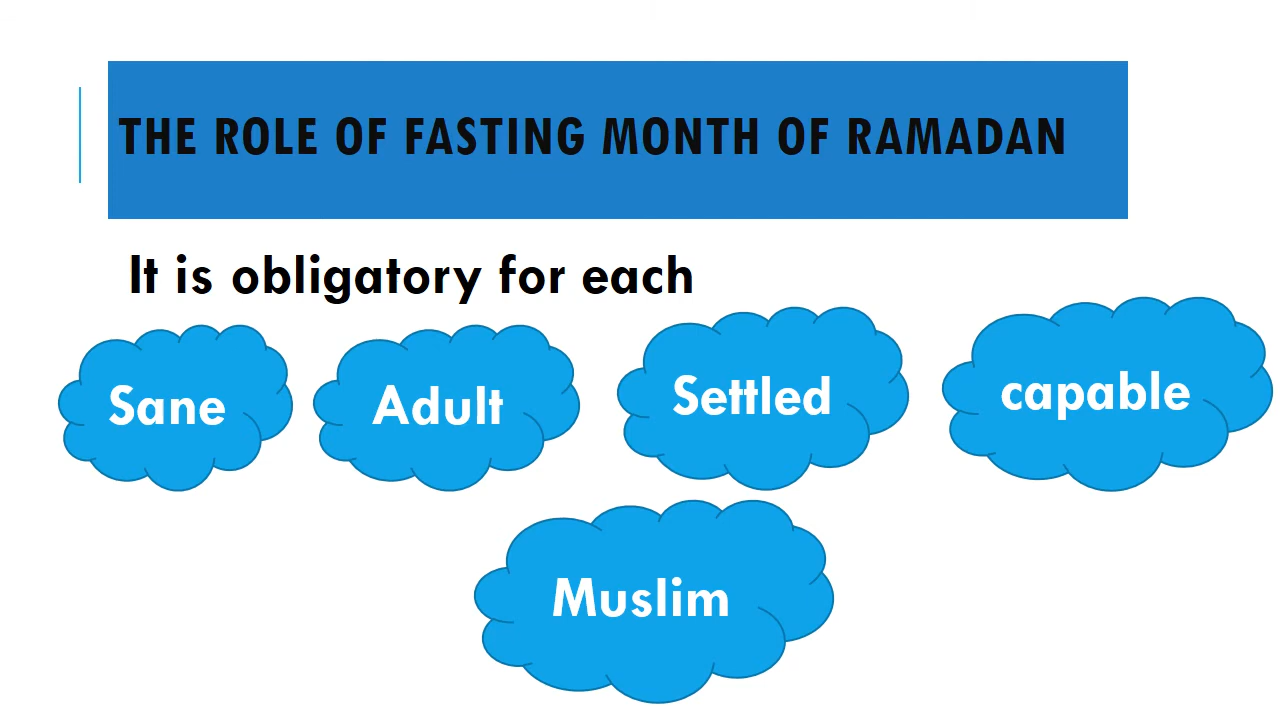 THE ROLE OF FASTING MONTH OF RAMADAN
It is obligatory for each
Sane
Adult
Settled
capable
Muslim